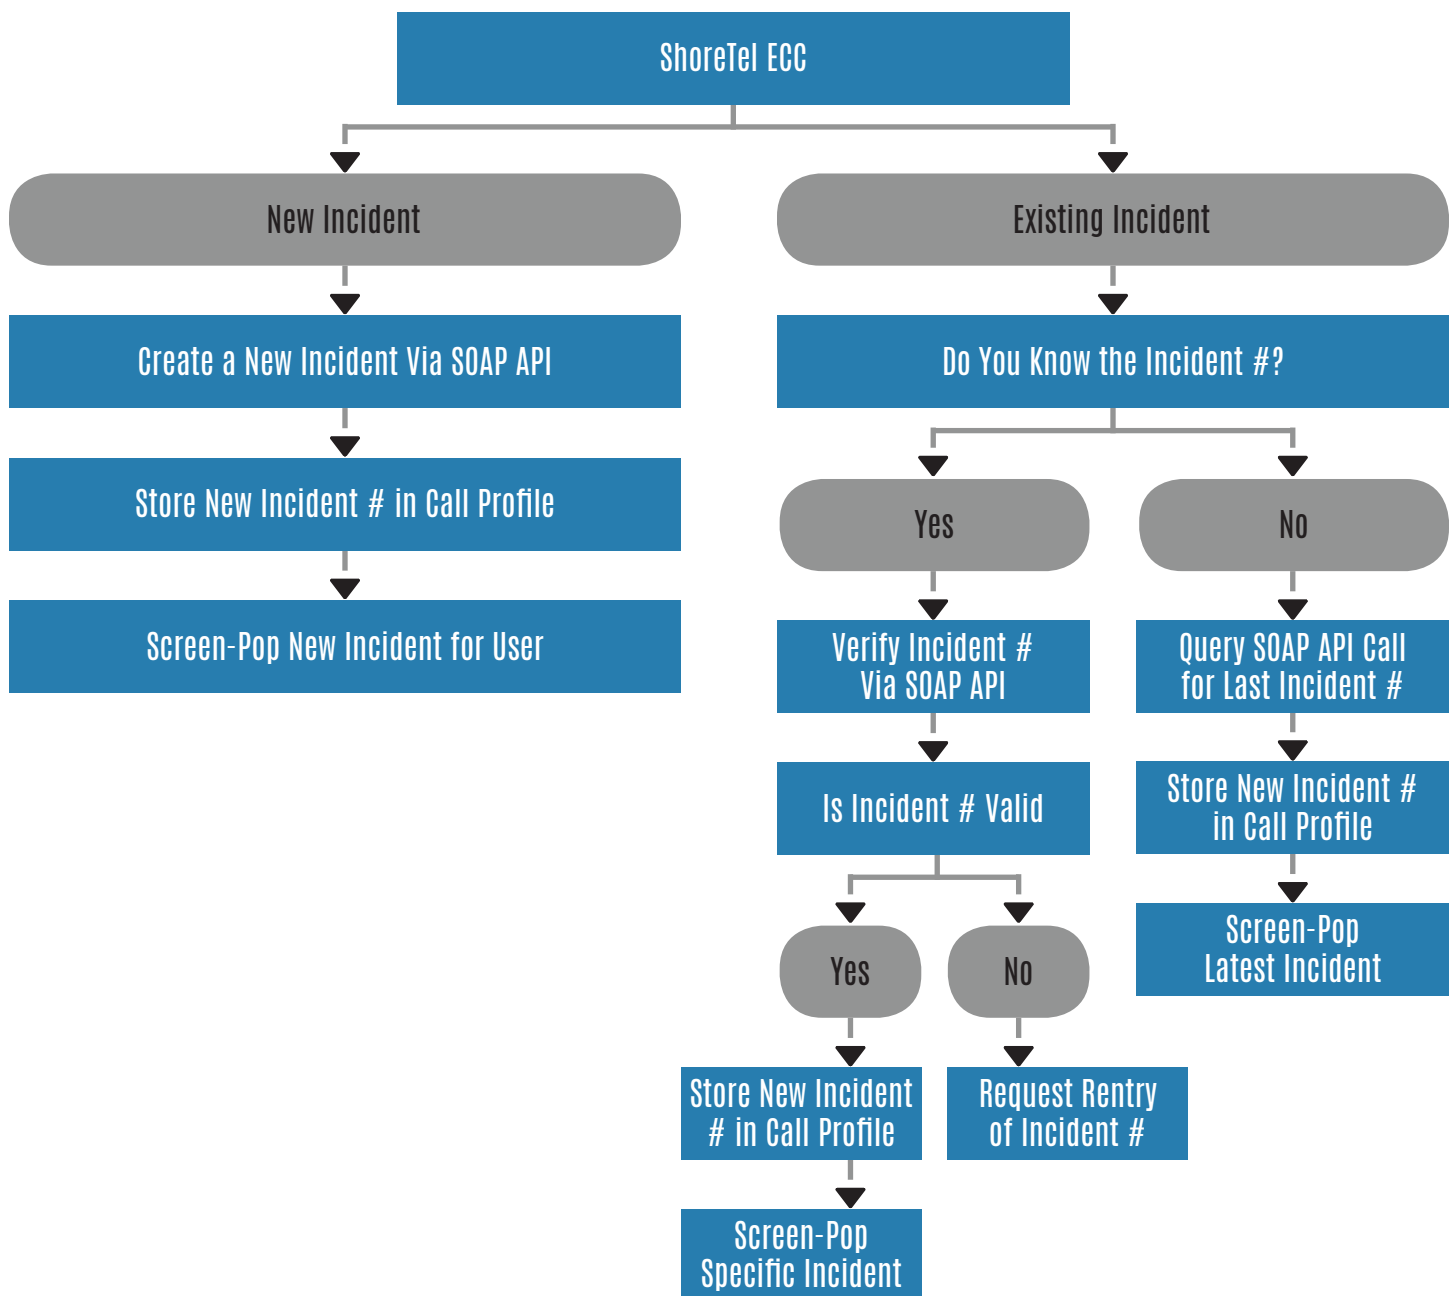 ShoreTel ECC
New Incident
Existing Incident
Create a New Incident Via SOAP API
Do You Know the Incident #?
Store New Incident # in Call Profile
Yes
No
Screen-Pop New Incident for User
Verify Incident #
Via SOAP API
Query SOAP API Call
for Last Incident #
Is Incident # Valid
Store New Incident #
in Call Profile
Yes
No
Screen-Pop
Latest Incident
Store New Incident
# in Call Profile
Request Rentry
of Incident #
Screen-Pop
Specific Incident